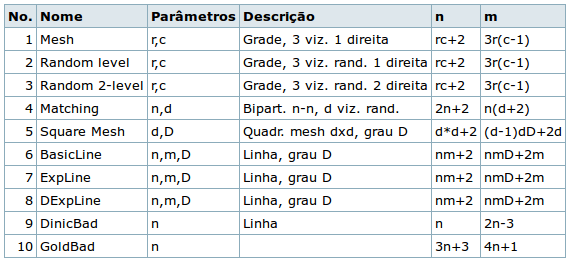 No. Nome Parâmetros Descrição n m
1 Mesh r,c Grade, 3 viz. 1 direita rc+2 3r(c-1)
2 Random level r,c Grade, 3 viz. rand. 1 direita rc+2 3r(c-1)
3 Random 2-level r,c Grade, 3 viz. rand. 2 direita rc+2 3r(c-1)
4 Matching n,d Bipart. n-n, d viz. rand. 2n+2 n(d+2)
5 Square Mesh d,D Quadr. mesh dxd, grau D d*d+2 (d-1)dD+2d
6 BasicLine n,m,D Linha, grau D nm+2 nmD+2m
7 ExpLine n,m,D Linha, grau D nm+2 nmD+2m
8 DExpLine n,m,D Linha, grau D nm+2 nmD+2m
9 DinicBad n Linha n 2n-3
10 GoldBad n 3n+3 4n+1